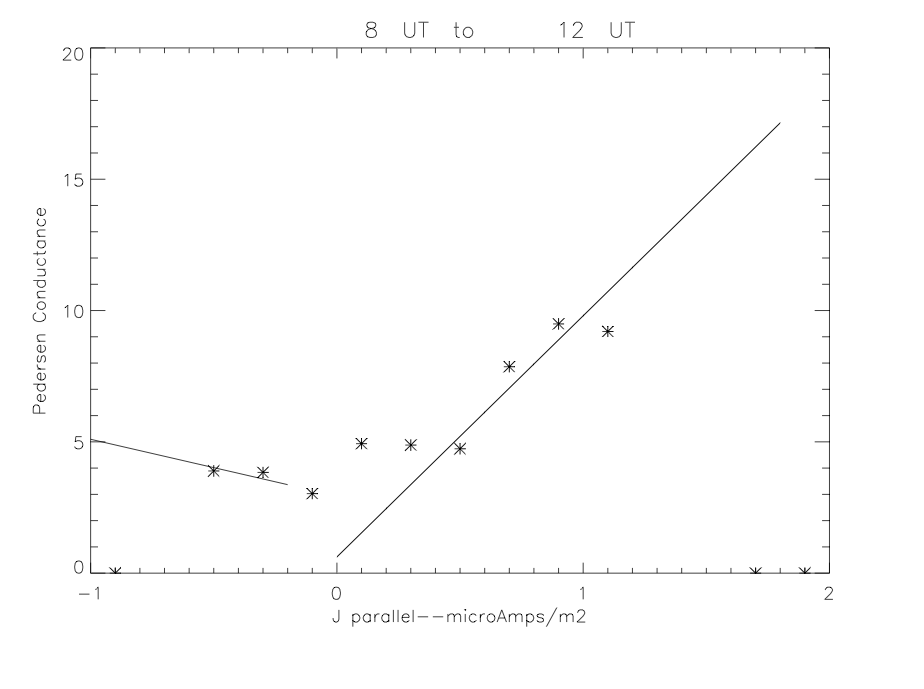 8 UT to 12 UT
20
15
10
5
0
Pedersen Conductance
-1 0 1 2
J parallel--microAmps/m2